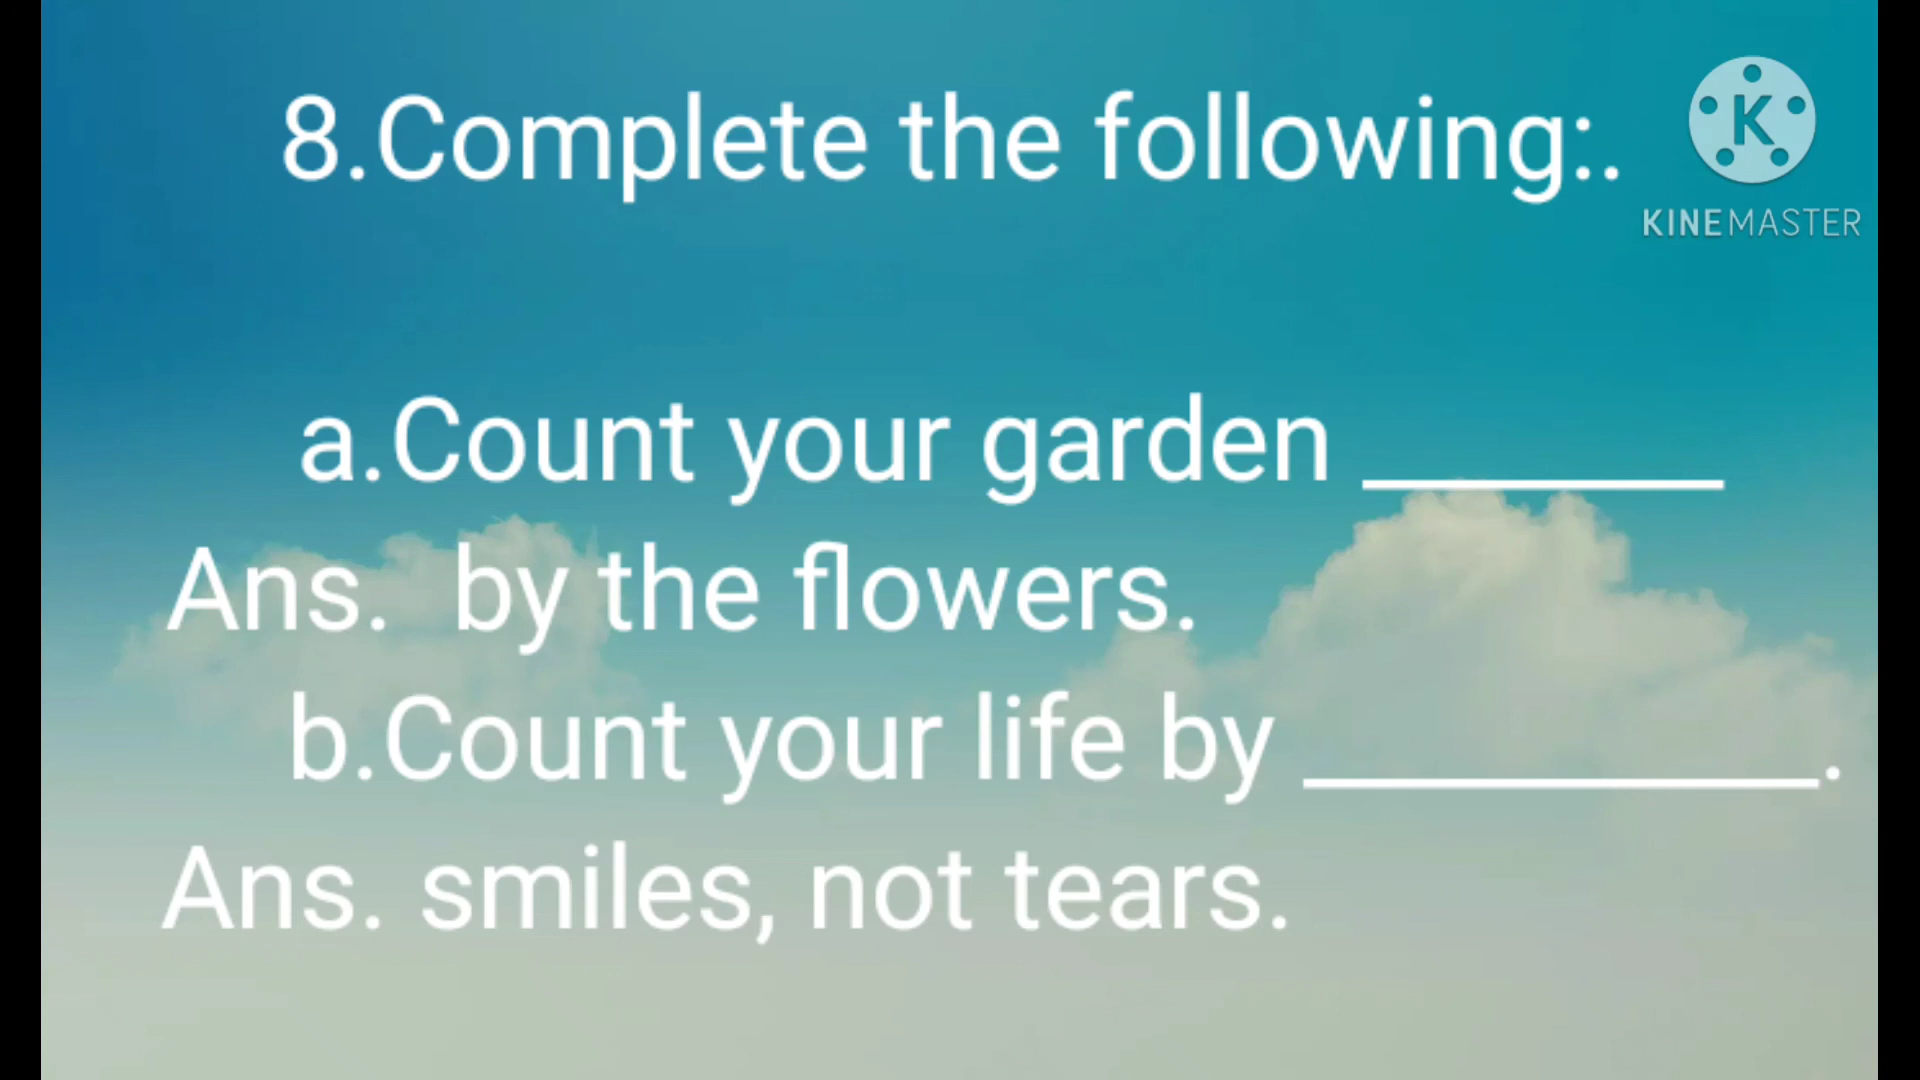 8.Complete the following:.
K
KINEMASTER
a.Count your garden ________
Ans. by the flowers.
b.Count your life by ___________.
Ans. smiles, not tears.